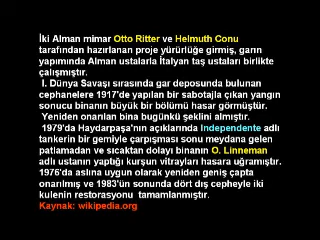 İki Alman mimar Otto Ritter ve Helmuth Conu
tarafından hazırlanan proje yürürlüğe girmiş, garın
yapımında Alman ustalarla İtalyan taş ustaları birlikte
çalışmıştır.
I. Dünya Savaşı sırasında gar deposunda bulunan
cephanelere 1917'de yapılan bir sabotajla çıkan yangın
sonucu binanın büyük bir bölümü hasar görmüştür.
Yeniden onarılan bina bugünkü şeklini almıştır.
1979'da Haydarpaşa'nın açıklarında Independente adlı
tankerin bir gemiyle çarpışması sonu meydana gelen
patlamadan ve sıcaktan dolayı binanın O. Linneman
adlı ustanın yaptığı kurşun vitrayları hasara uğramıştır.
1976'da aslına uygun olarak yeniden geniş çapta
onarılmış ve 1983'ün sonunda dört dış cepheyle iki
kulenin restorasyonu tamamlanmıştır.
Kaynak: wikipedia.org